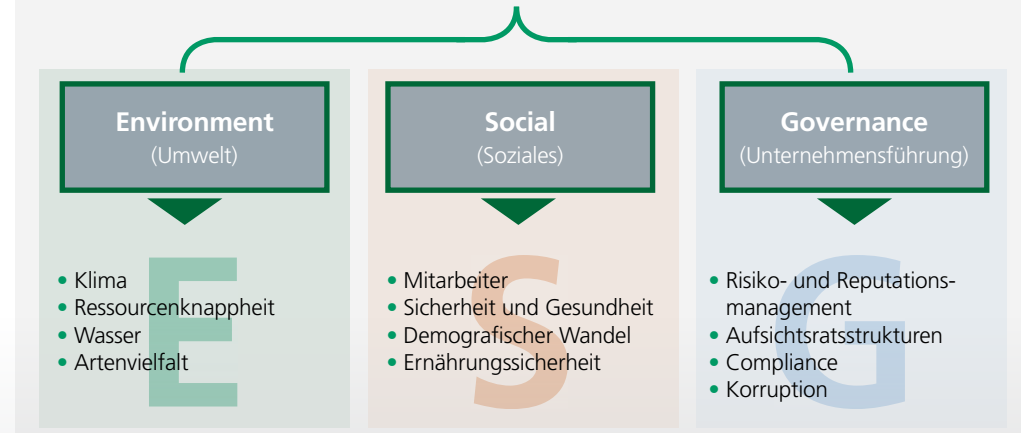 Environment
(Umwelt)
• Klima
• Ressourcenknappheit
• Wasser
• Artenvielfalt
E
Social
(Soziales)
• Mitarbeiter
• Sicherheit und Gesundheit
• Demografischer Wandel
• Ernährungssicherheit
S
Governance
(Unternehmensführung)
• Risiko- und Reputations-
management
• Aufsichtsratsstrukturen
• Compliance
• Korruption
G